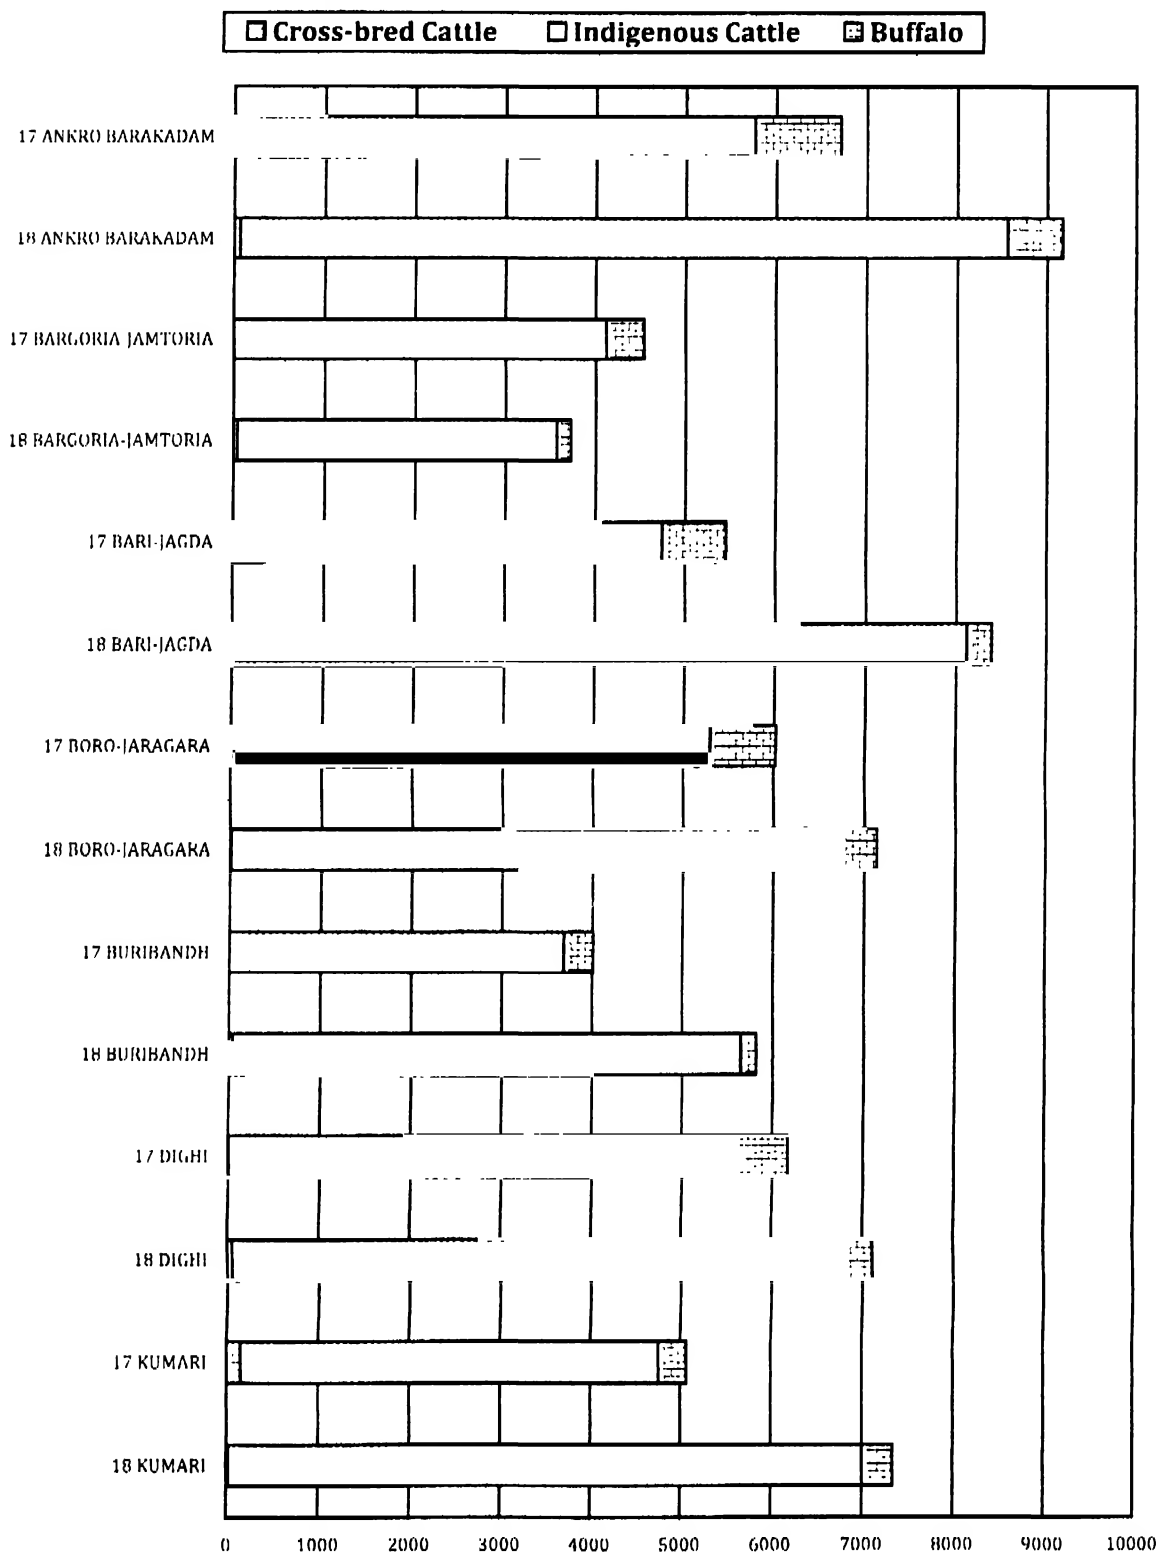 Cross-bred Cattle Indigenous Cattle Buffalo
17 ANKRO BARAKADAM
18 ANKRO BARAKADAM
17 BARGORIA-JAMTORIA
18 BARGORIA-JAMTORIA
17 BARI-JAGDA
18 BARI-JAGDA
17 BORO-JARAGARA
18 BORO-JARAGARA
17 BURIBANDH
18 BURIBANDH
17 DIGHI
18 DIGHI
17 KUMARI
18 KUMARI
0 1000 2000 3000 4000 5000 6000 7000 8000 9000 10000